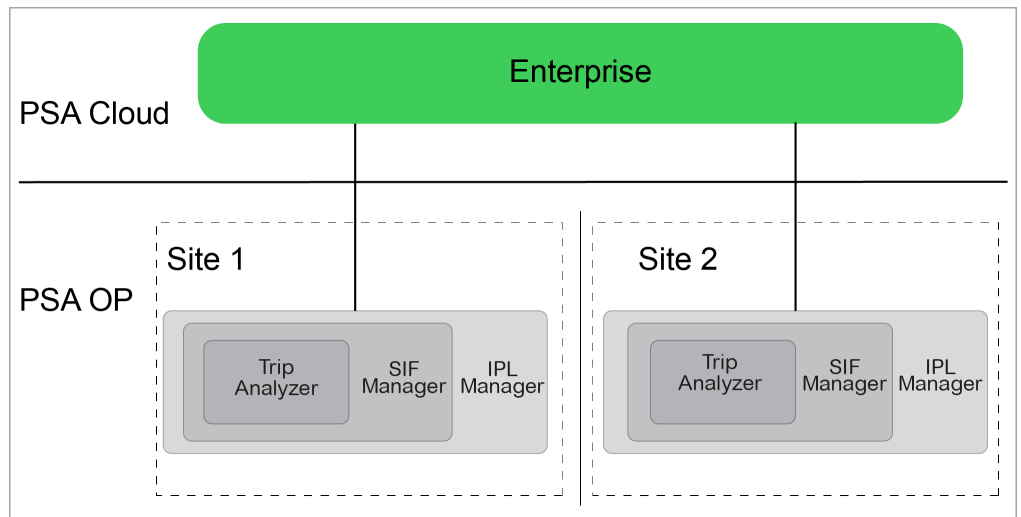 Enterprise
PSA Cloud
Site 1
Site 2
PSA OP
Trip
Analyzer
SIF
Manager
IPL
Manager
Trip
Analyzer
SIF
Manager
IPL
Manager